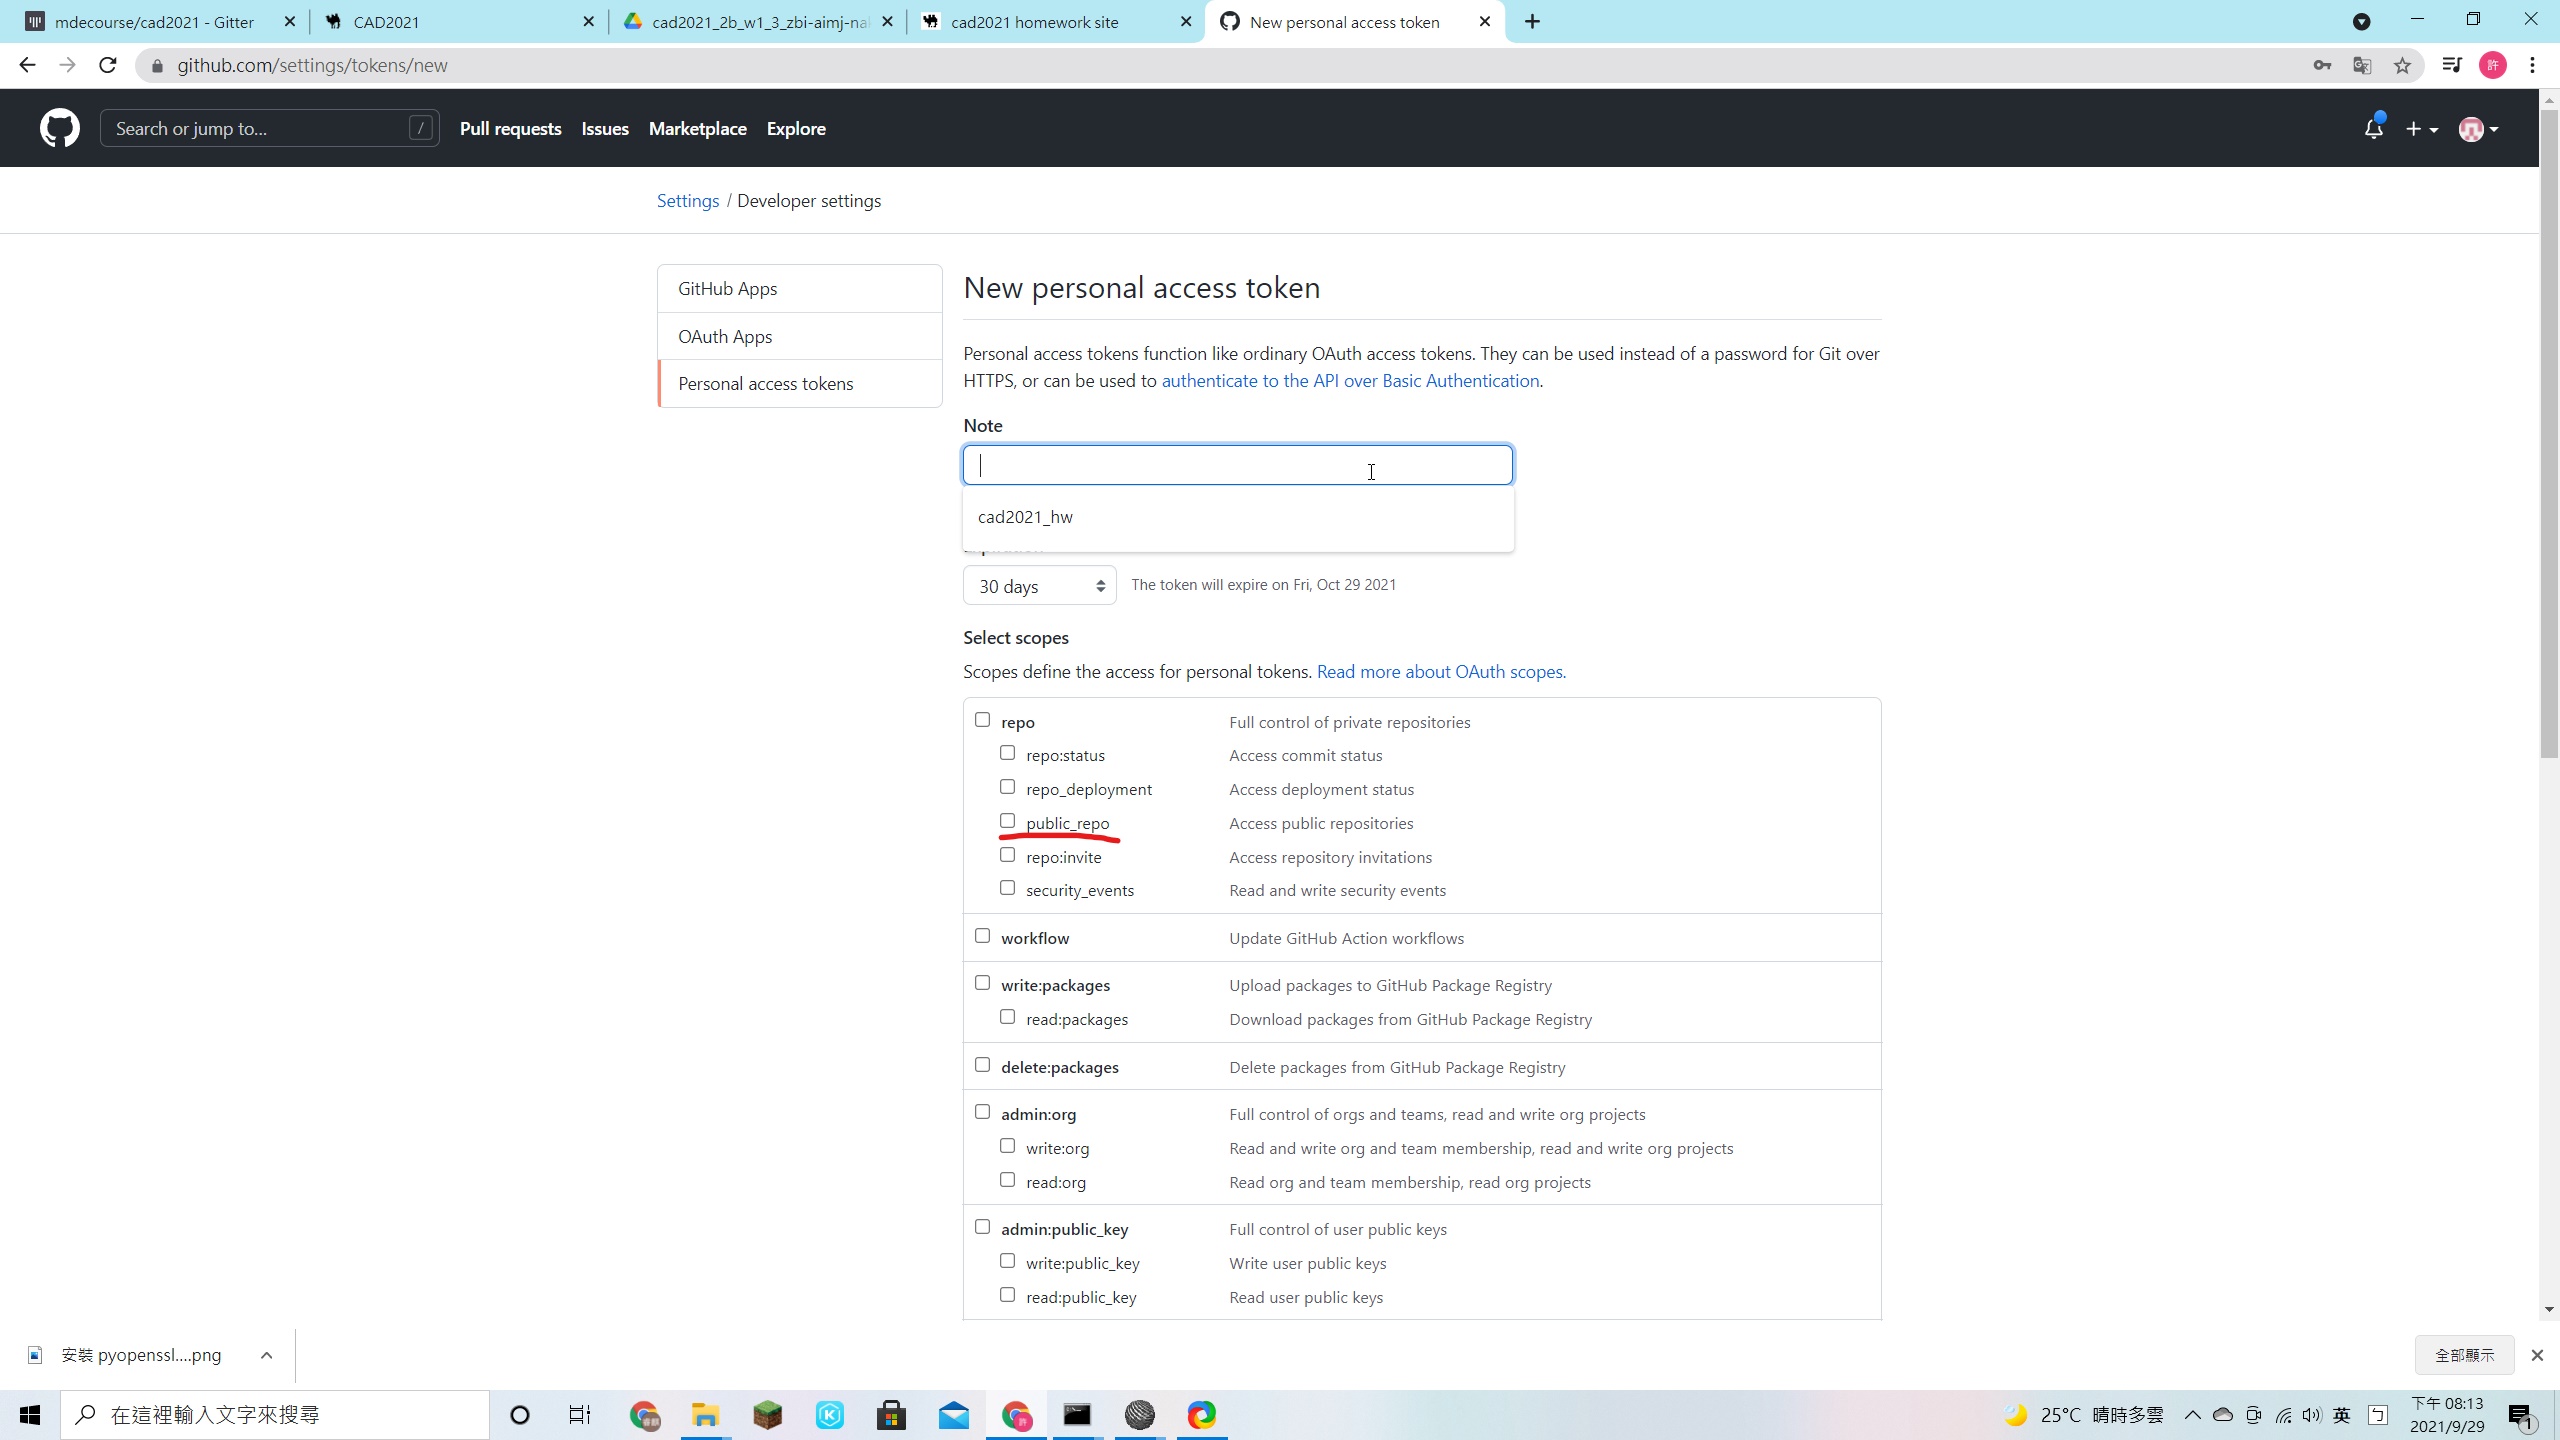 mdecourse/cad2021 - Gitter
CAD2021
cad2021_2b_w1_3_zbi-aimj-na
cad2021 homework site
New personal access token
github.com/settings/tokens/new
許
Search or jump to...
/
Pull requests
Issues
Marketplace
Explore
Settings / Developer settings
GitHub Apps
OAuth Apps
Personal access tokens
New personal access token
Personal access tokens function like ordinary OAuth access tokens. They can be used instead of a password for Git over
HTTPS, or can be used to authenticate to the API over Basic Authentication.
Note
cad2021_hw
30 days
The token will expire on Fri, Oct 29 2021
Select scopes
Scopes define the access for personal tokens. Read more about OAuth scopes.
repo Full control of private repositories
repo:status Access commit status
repo_deployment Access deployment status
public_repo Access public repositories
repo:invite Access repository invitations
security_events Read and write security events
workflow Update GitHub Action workflows
write:packages Upload packages to GitHub Package Registry
read:packages Download packages from GitHub Package Registry
delete:packages Delete packages from GitHub Package Registry
admin:org Full control of orgs and teams, read and write org projects
write:org Read and write org and team membership, read and write org projects
read:org Read org and team membership, read org projects
admin:public_key Full control of user public keys
write:public_key Write user public keys
read:public_key Read user public keys
安裝 pyopenssl....png
全部顯示
在這裡輸入文字來搜尋
25°C 晴時多雲
英
下午 08:13
2021/9/29
1